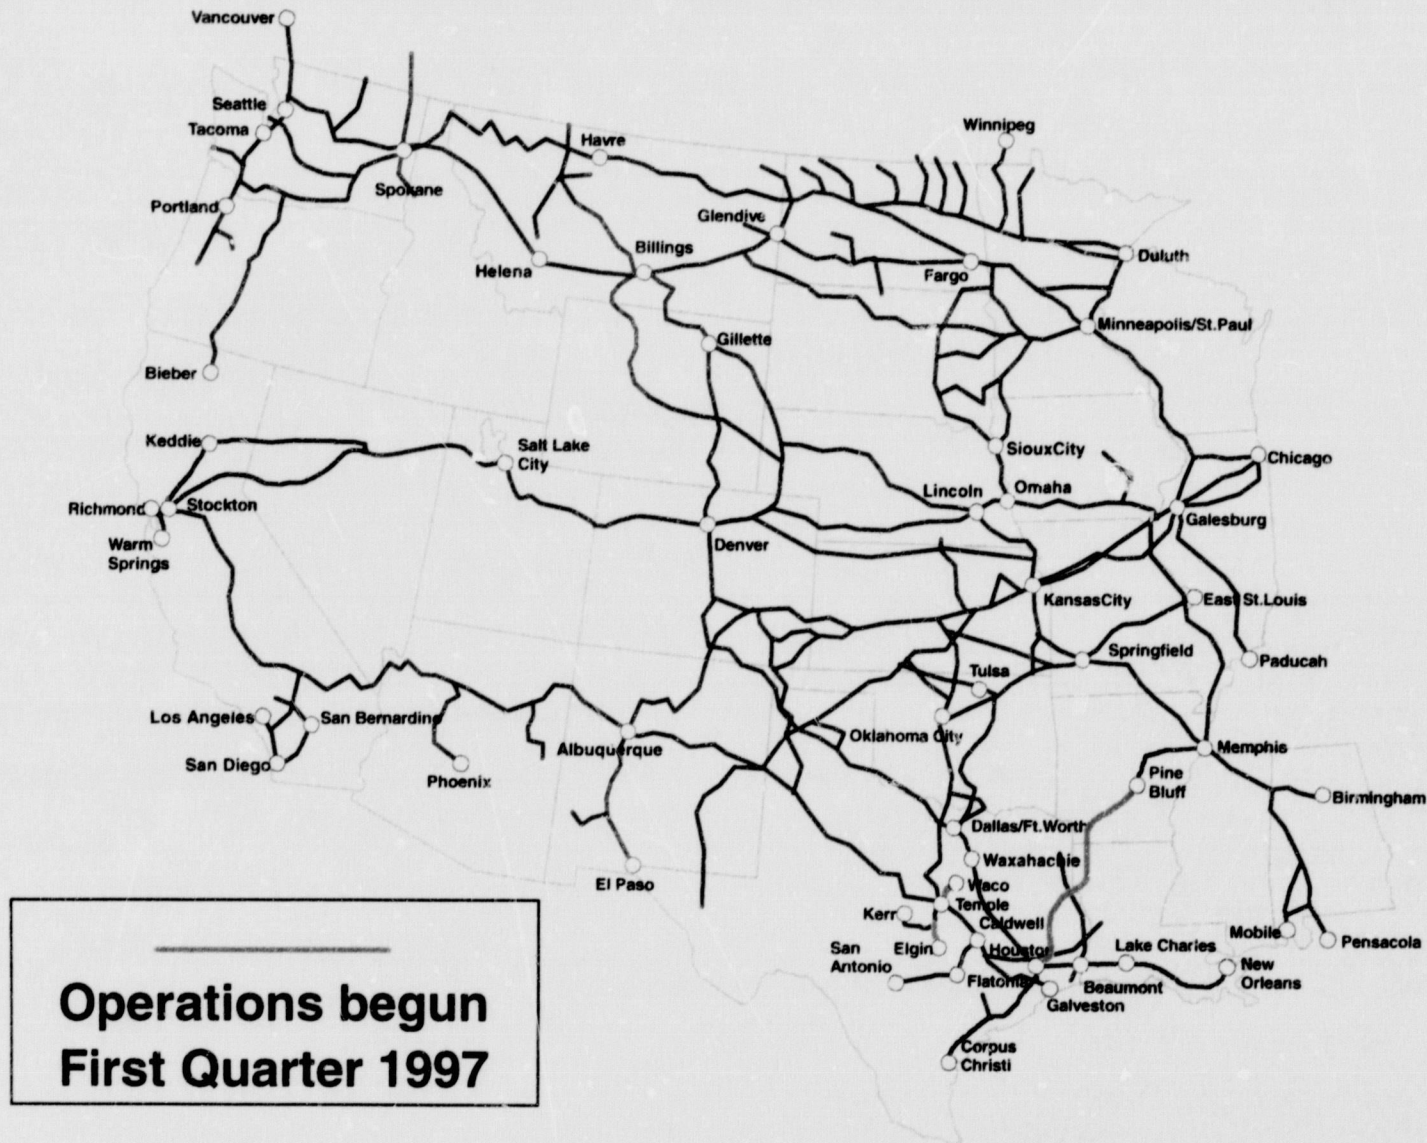 Vancouver
Seattle
Tacoma
Winnipeg
Havre
Spokane
Portland
Glendive
Billings
Helena
Fargo
Duluth
Minneapolis/St.Paul
Gillette
Bieber
Keddie
Salt Lake
City
SiouxCity
Chicago
Lincoln
Omaha
Richmond
Stockton
Galesburg
Warm
Springs
Denver
KansasCity
East St.Louis
Springfield
Paducah
Tulsa
Los Angeles
San Bernardino
Oklahoma City
Albuquerque
Memphis
San Diego
Phoenix
Pine
Bluff
Birmingham
Dallas/Ft.Worth
Waxahachie
El Paso
Waco
Temple
Kerr
Caldwell
Mobile
Pensacola
San
Antonio
Elgin
Houston
Lake Charles
New
Orleans
Flatonia
Beaumont
Galveston
Corpus
Christi
Operations begun
First Quarter 1997